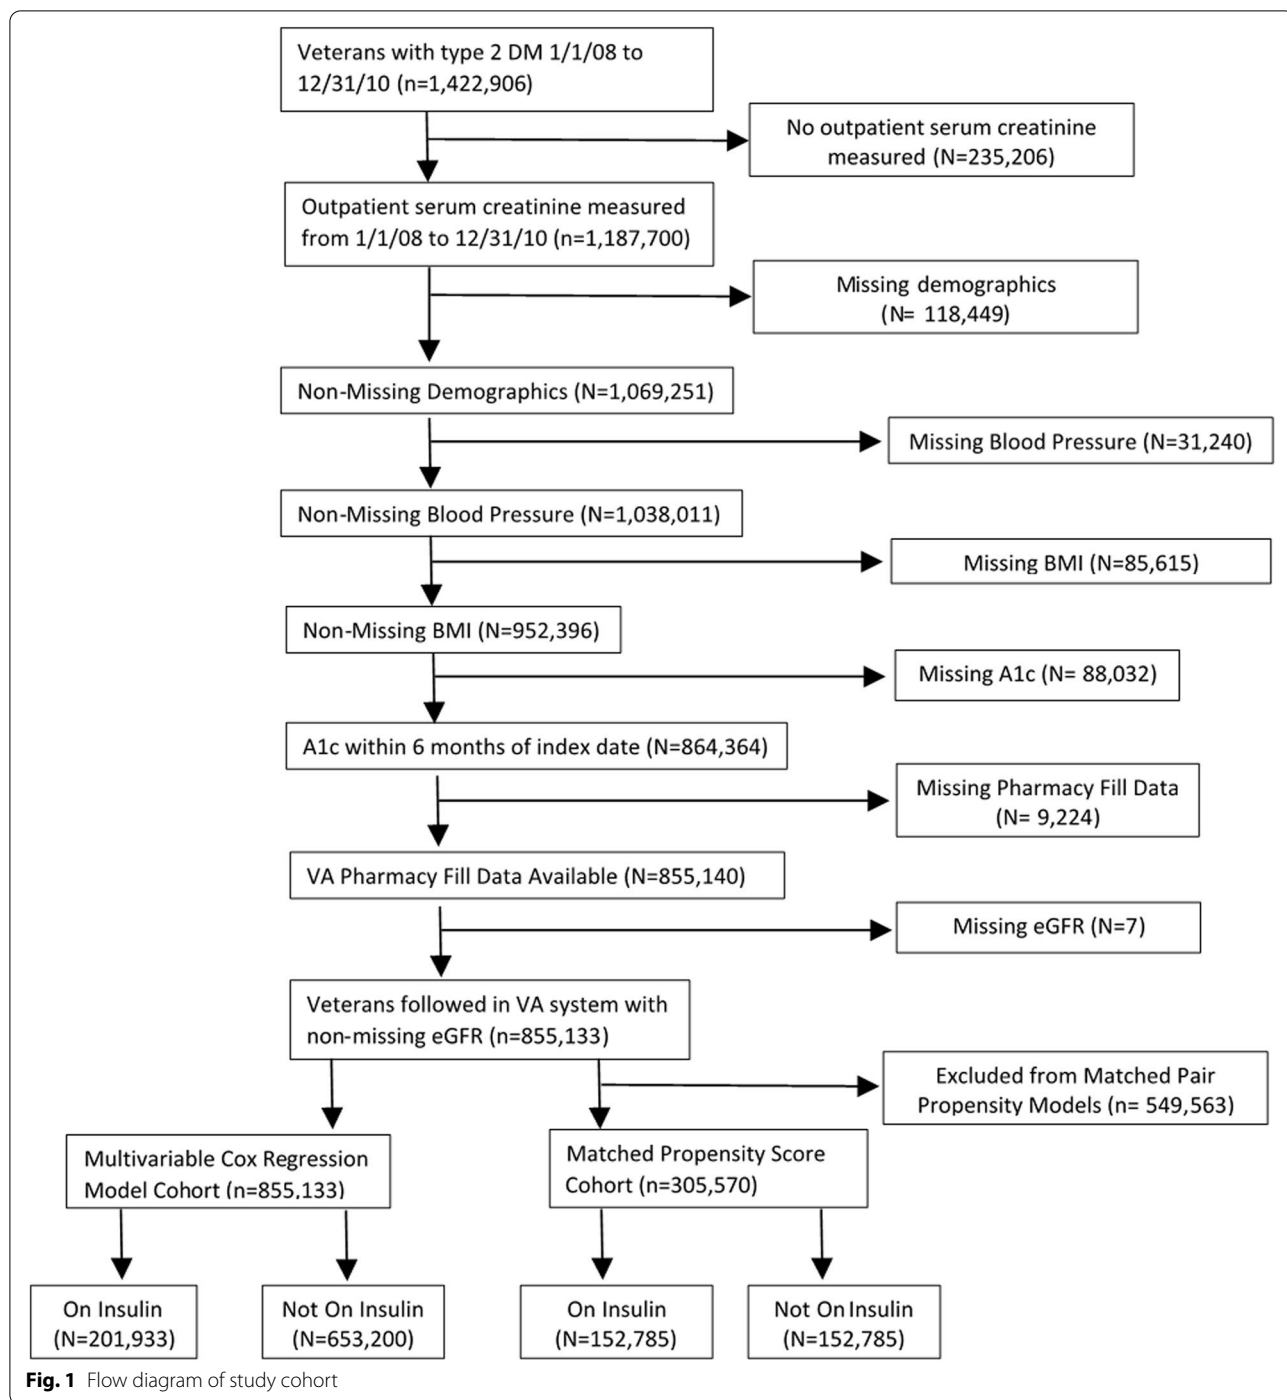 Veterans with type 2 DM 1/1/08 to
12/31/10 (n=1,422,906)
No outpatient serum creatinine
measured (N=235,206)
Outpatient serum creatinine measured
from 1/1/08 to 12/31/10 (n=1,187,700)
Missing demographics
(N= 118,449)
Non-Missing Demographics (N=1,069,251)
Missing Blood Pressure (N=31,240)
Non-Missing Blood Pressure (N=1,038,011)
Missing BMI (N=85,615)
Non-Missing BMI (N=952,396)
Missing A1c (N= 88,032)
A1c within 6 months of index date (N=864,364)
Missing Pharmacy Fill Data
(N= 9,224)
VA Pharmacy Fill Data Available (N=855,140)
Missing eGFR (N=7)
Veterans followed in VA system with
non-missing eGFR (n=855,133)
Excluded from Matched Pair
Propensity Models (n= 549,563)
Multivariable Cox Regression
Model Cohort (n=855,133)
Matched Propensity Score
Cohort (n=305,570)
On Insulin
(N=201,933)
Not On Insulin
(N=653,200)
On Insulin
(N=152,785)
Not On Insulin
(N=152,785)
Fig. 1 Flow diagram of study cohort